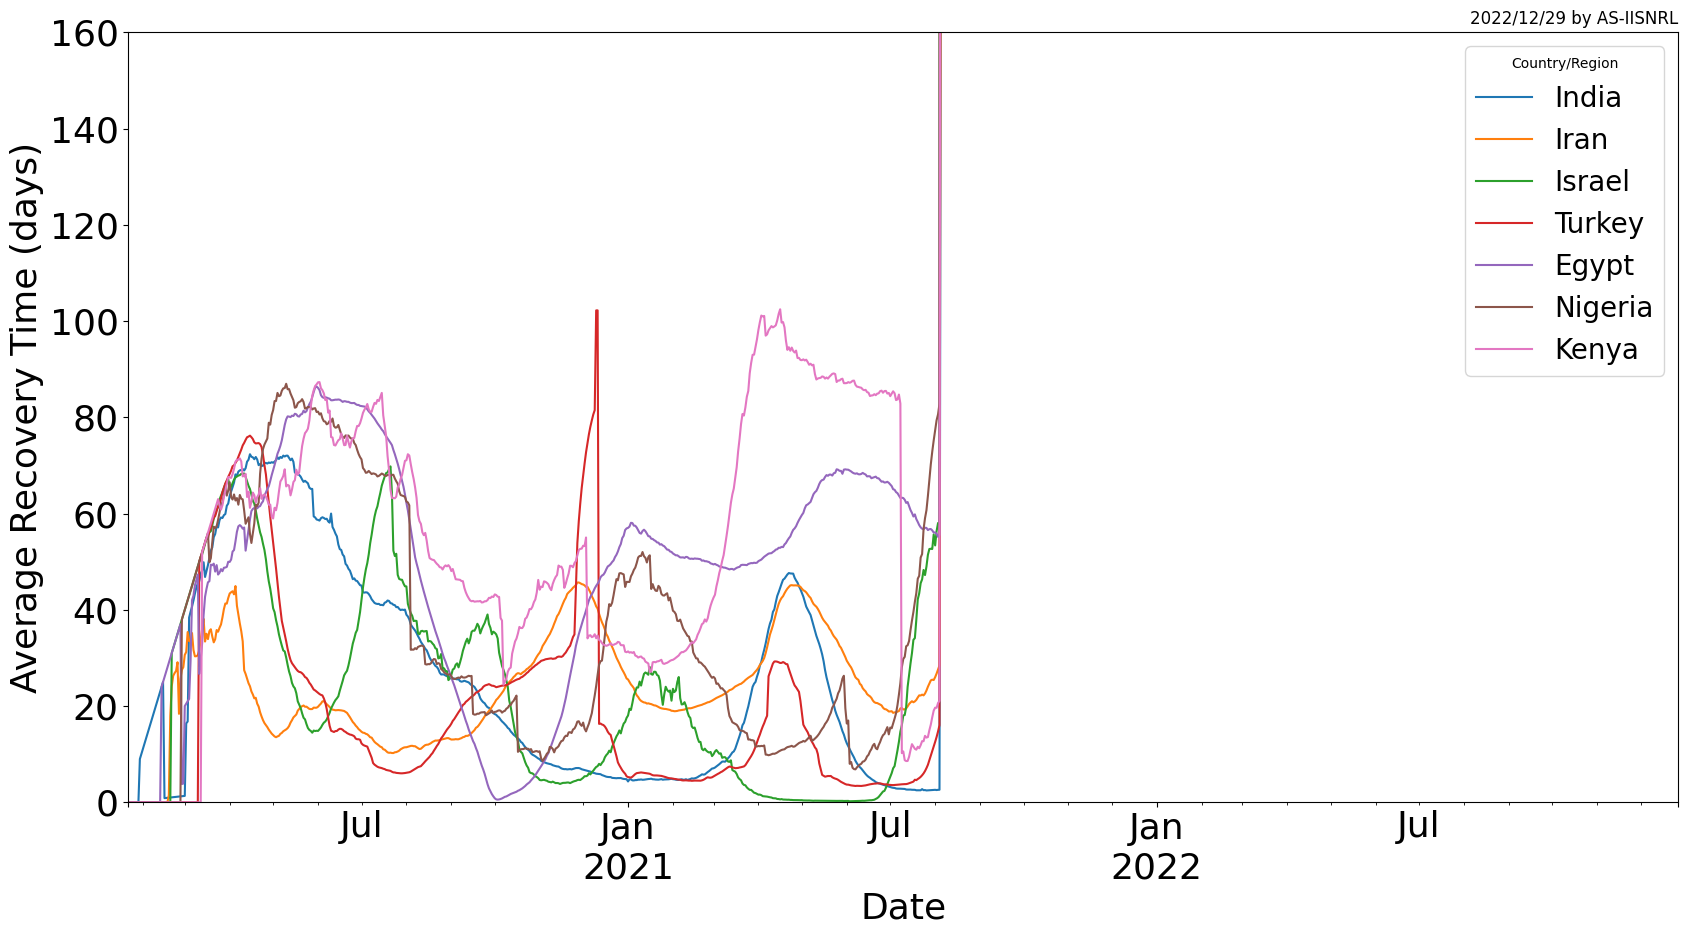 2022/12/29 by AS-IISNRL
160
140
120
100
80
60
40
20
0
Average Recovery Time (days)
Country/Region
India
Iran
Israel
Turkey
Egypt
Nigeria
Kenya
Jul
Jan
2021
Jul
Jan
2022
Jul
Date